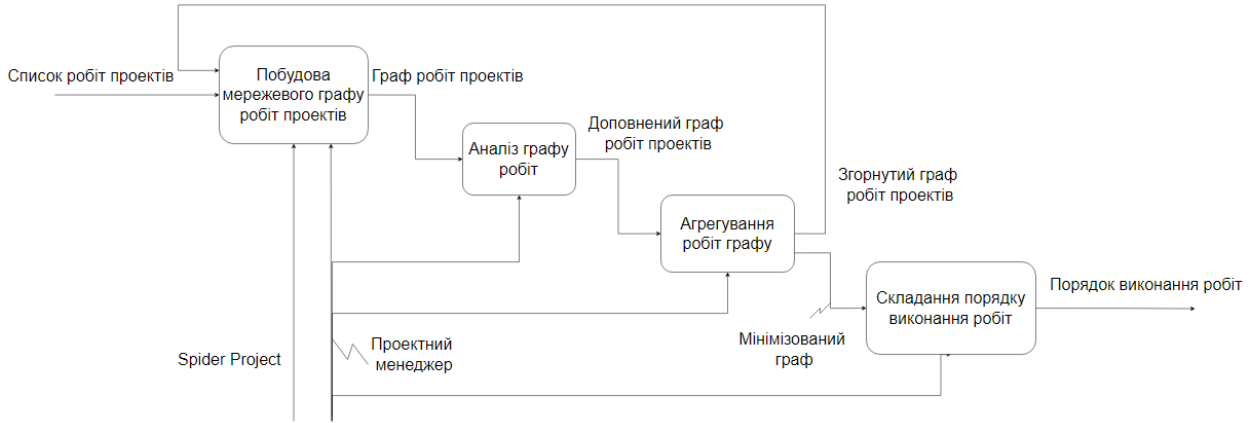 Список робіт проектів
Побудова
мережевого графу
робіт проектів
Граф робіт проектів
Аналіз графу
робіт
Доповнений граф
робіт проектів
Агрегування
робіт графу
Згорнутий граф
робіт проектів
Мінімізований
граф
Складання порядку
виконання робіт
Порядок виконання робіт
Spider Project
Проектний
менеджер